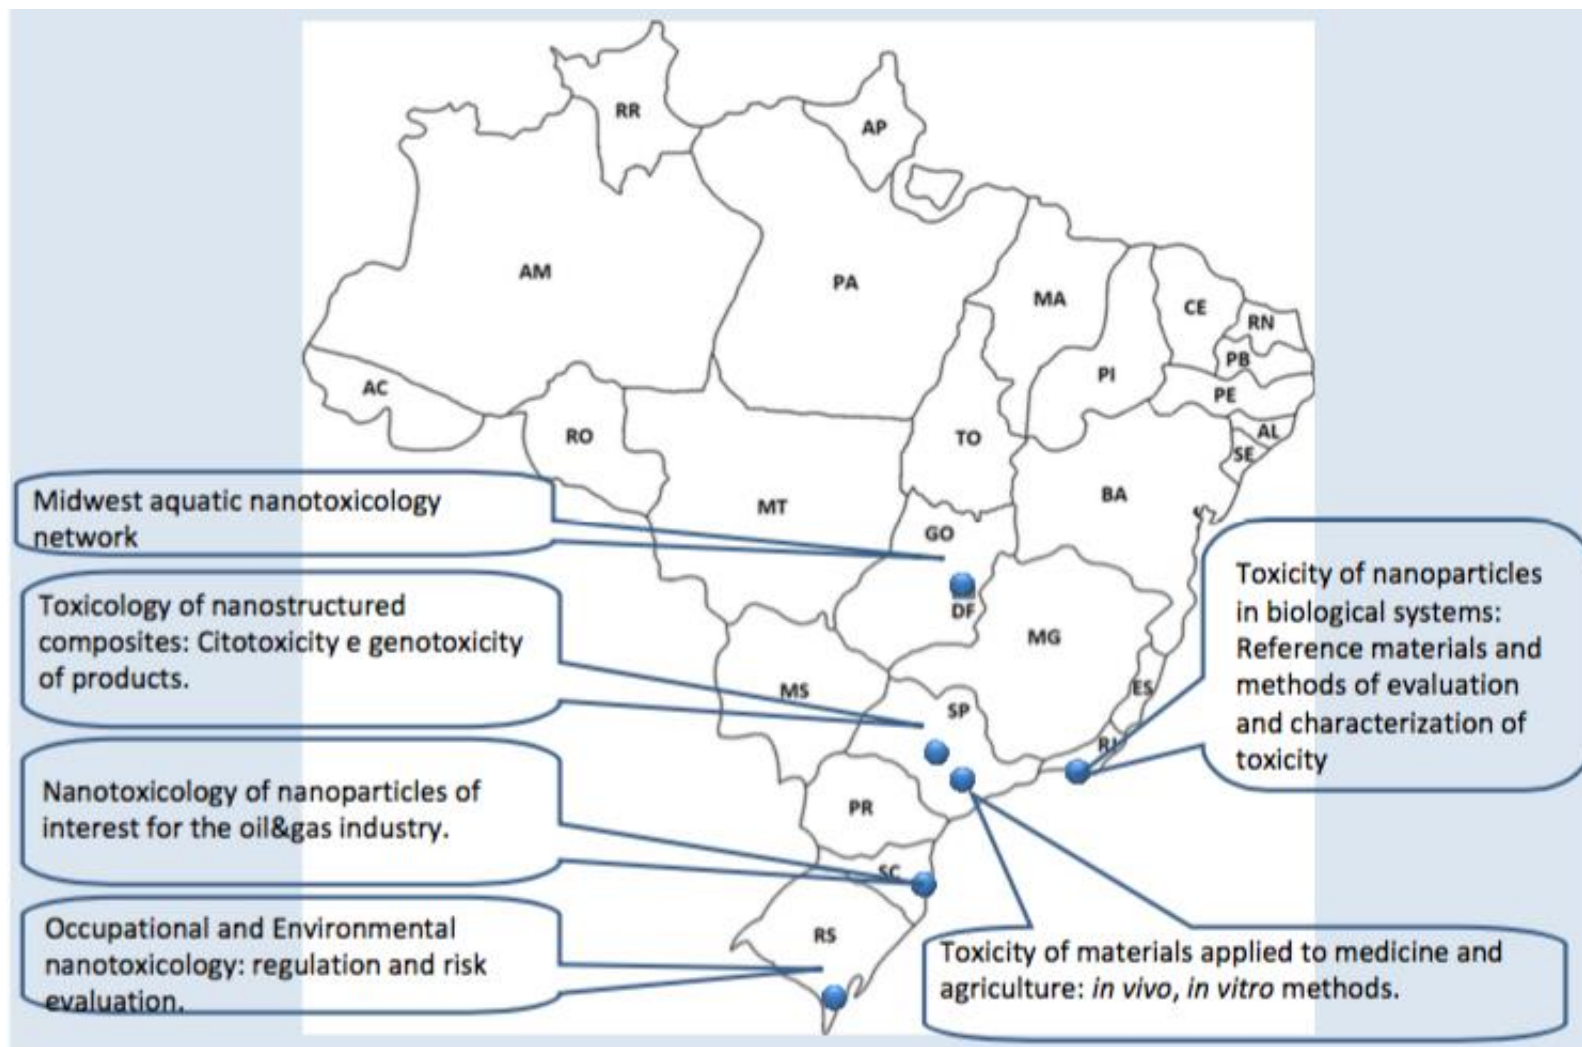 RR
AP
AM
PA
MA
CE
RN
PB
PI
PE
AC
AL
RO
TO
SE
BA
MT
GO
DF
MG
MS
ES
SP
RJ
PR
SC
RS
Midwest aquatic nanotoxicology
network
Toxicology of nanostructured
composites: Citotoxicity e genotoxicity
of products.
Nanotoxicology of nanoparticles of
interest for the oil&gas industry.
Occupational and Environmental
nanotoxicology: regulation and risk
evaluation.
Toxicity of nanoparticles
in biological systems:
Reference materials and
methods of evaluation
and characterization of
toxicity
Toxicity of materials applied to medicine and
agriculture: in vivo, in vitro methods.